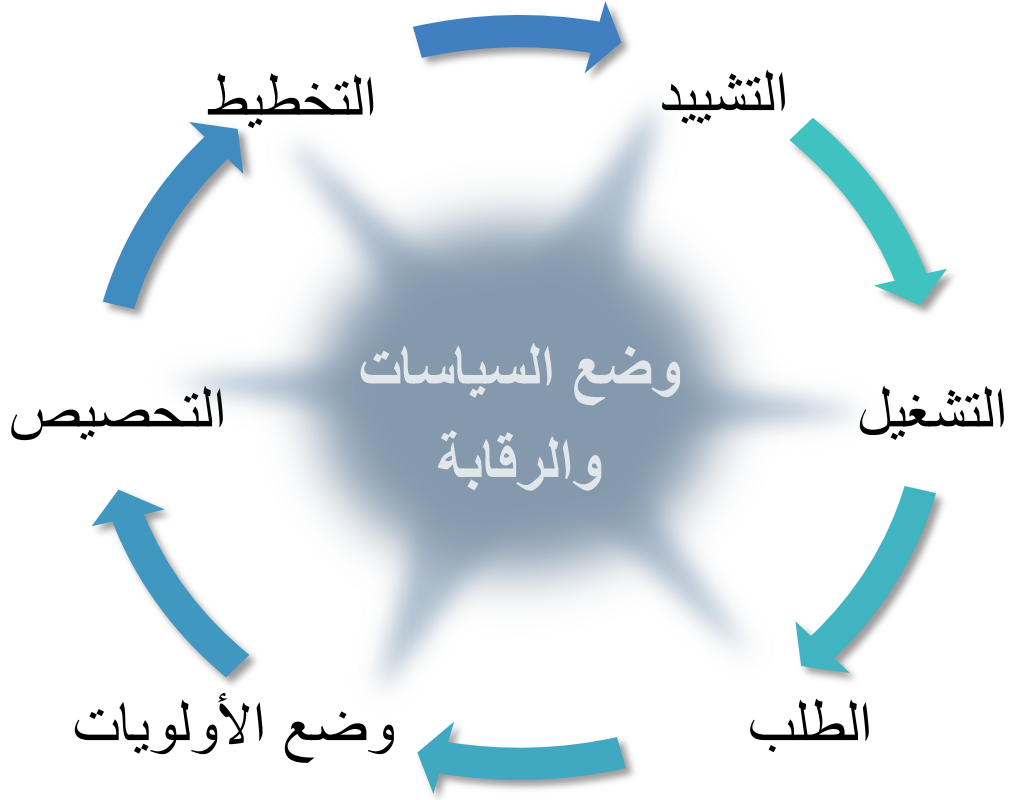 التخطيط
التشييد
التشغيل
الطلب
وضع الأولويات
التحصيص
وضع السياسات
والرقابة